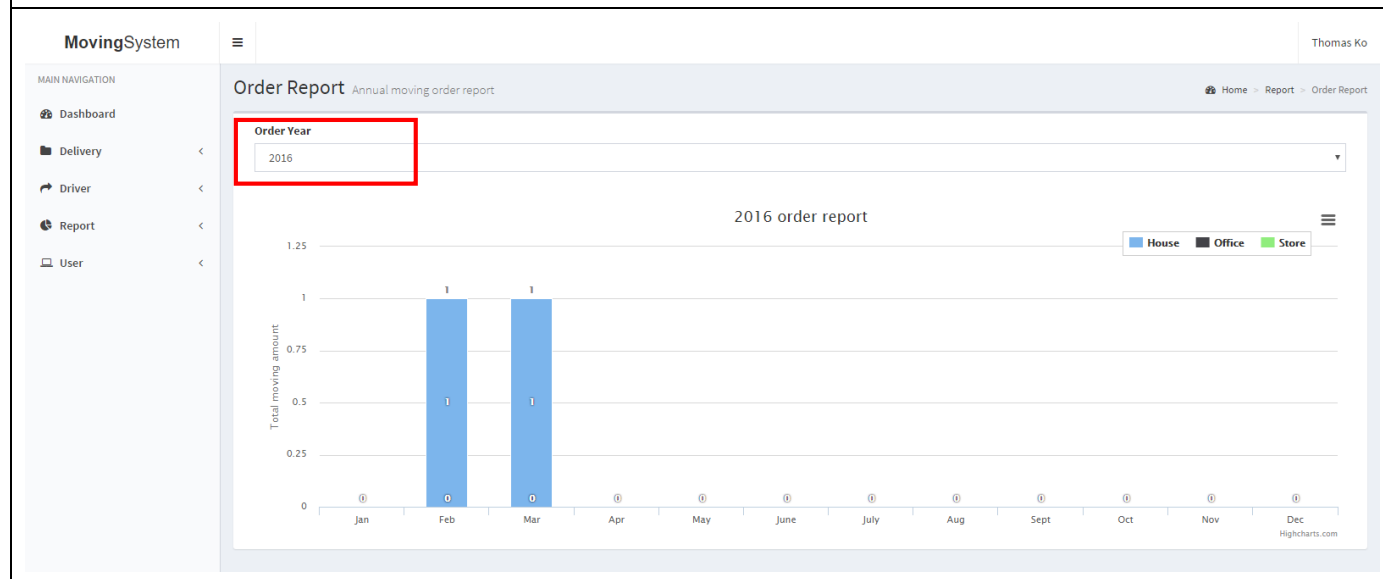 MovingSystem
Thomas Ko
MAIN NAVIGATION
Dashboard
Delivery
Driver
Report
User
Order Report Annual moving order report
Home > Report > Order Report
Order Year
2016
2016 order report
House Office Store
Total moving amount
1.25
1
0.75
0.5
0.25
0
1 1
1 1
0 0 0 0 0 0 0 0 0 0 0 0
Jan Feb Mar Apr May June July Aug Sept Oct Nov Dec
Highcharts.com